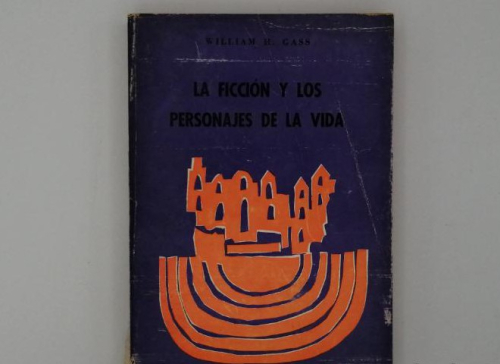 WILLIAM H. GASS
LA FICCIÓN Y LOS
PERSONAJES DE LA VIDA